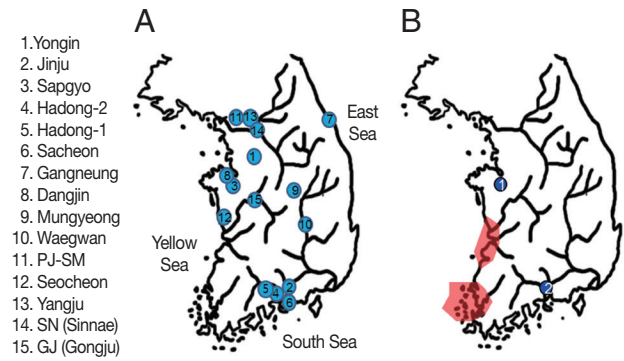 A
B
1.Yongin
2. Jinju
3. Sapgyo
4. Hadong-2
5. Hadong-1
6. Sacheon
7. Gangneung
8. Dangjin
9. Mungyeong
10. Waegwan
11. PJ-SM
12. Seocheon
13. Yangju
14. SN (Sinnae)
15. GJ (Gongju)
11 13
14
7
East
Sea
1
8
3
9
15
12
10
Yellow
Sea
5 4 2
6
South Sea
1
2